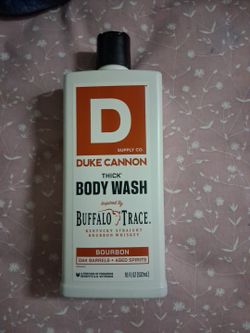 D
SUPPLY CO.
DUKE CANNON
THICK
BODY WASH
inspired By
BUFFALO TRACE.
KENTUCKY STRAIGHT
BOURBON WHISKEY
BOURBON
OAK BARRELS + AGED SPIRITS